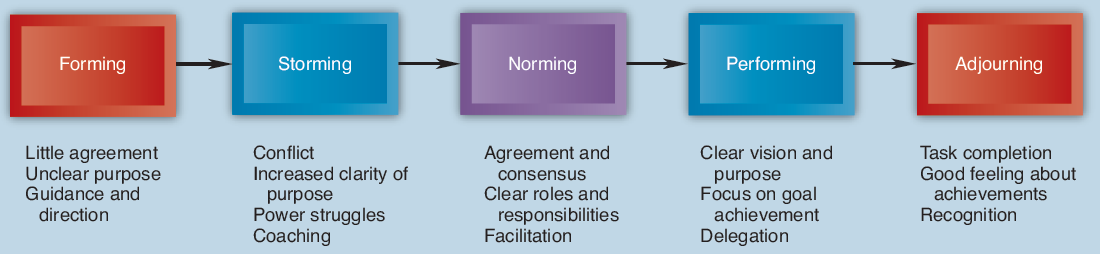 Forming
Storming
Norming
Performing
Adjourning
Little agreement
Unclear purpose
Guidance and
direction
Conflict
Increased clarity of
purpose
Power struggles
Coaching
Agreement and
consensus
Clear roles and
responsibilities
Facilitation
Clear vision and
purpose
Focus on goal
achievement
Delegation
Task completion
Good feeling about
achievements
Recognition